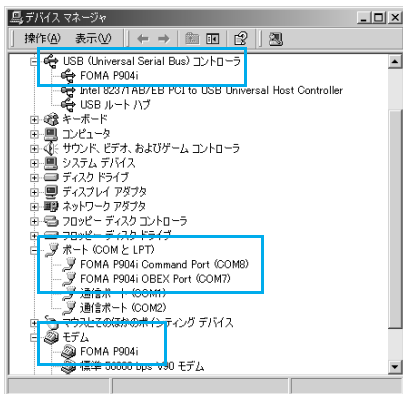 デバイス マネージャ
操作(A) 表示(V)
USB (Universal Serial Bus) コントローラ
FOMA P904i
Intel 82371AB/EB PCI to USB Universal Host Controller
USB ルート ハブ
キーボード
コンピュータ
サウンド、ビデオ、およびゲーム コントローラ
システム デバイス
ディスク ドライブ
ディスプレイ アダプタ
ネットワーク アダプタ
フロッピー ディスク コントローラ
フロッピー ディスク ドライブ
ポート (COM と LPT)
FOMA P904i Command Port (COM8)
FOMA P904i OBEX Port (COM7)
通信ポート (COM1)
通信ポート (COM2)
マウスとそのほかのポインティング デバイス
モデム
FOMA P904i
標準 56000 bps V90 モデム